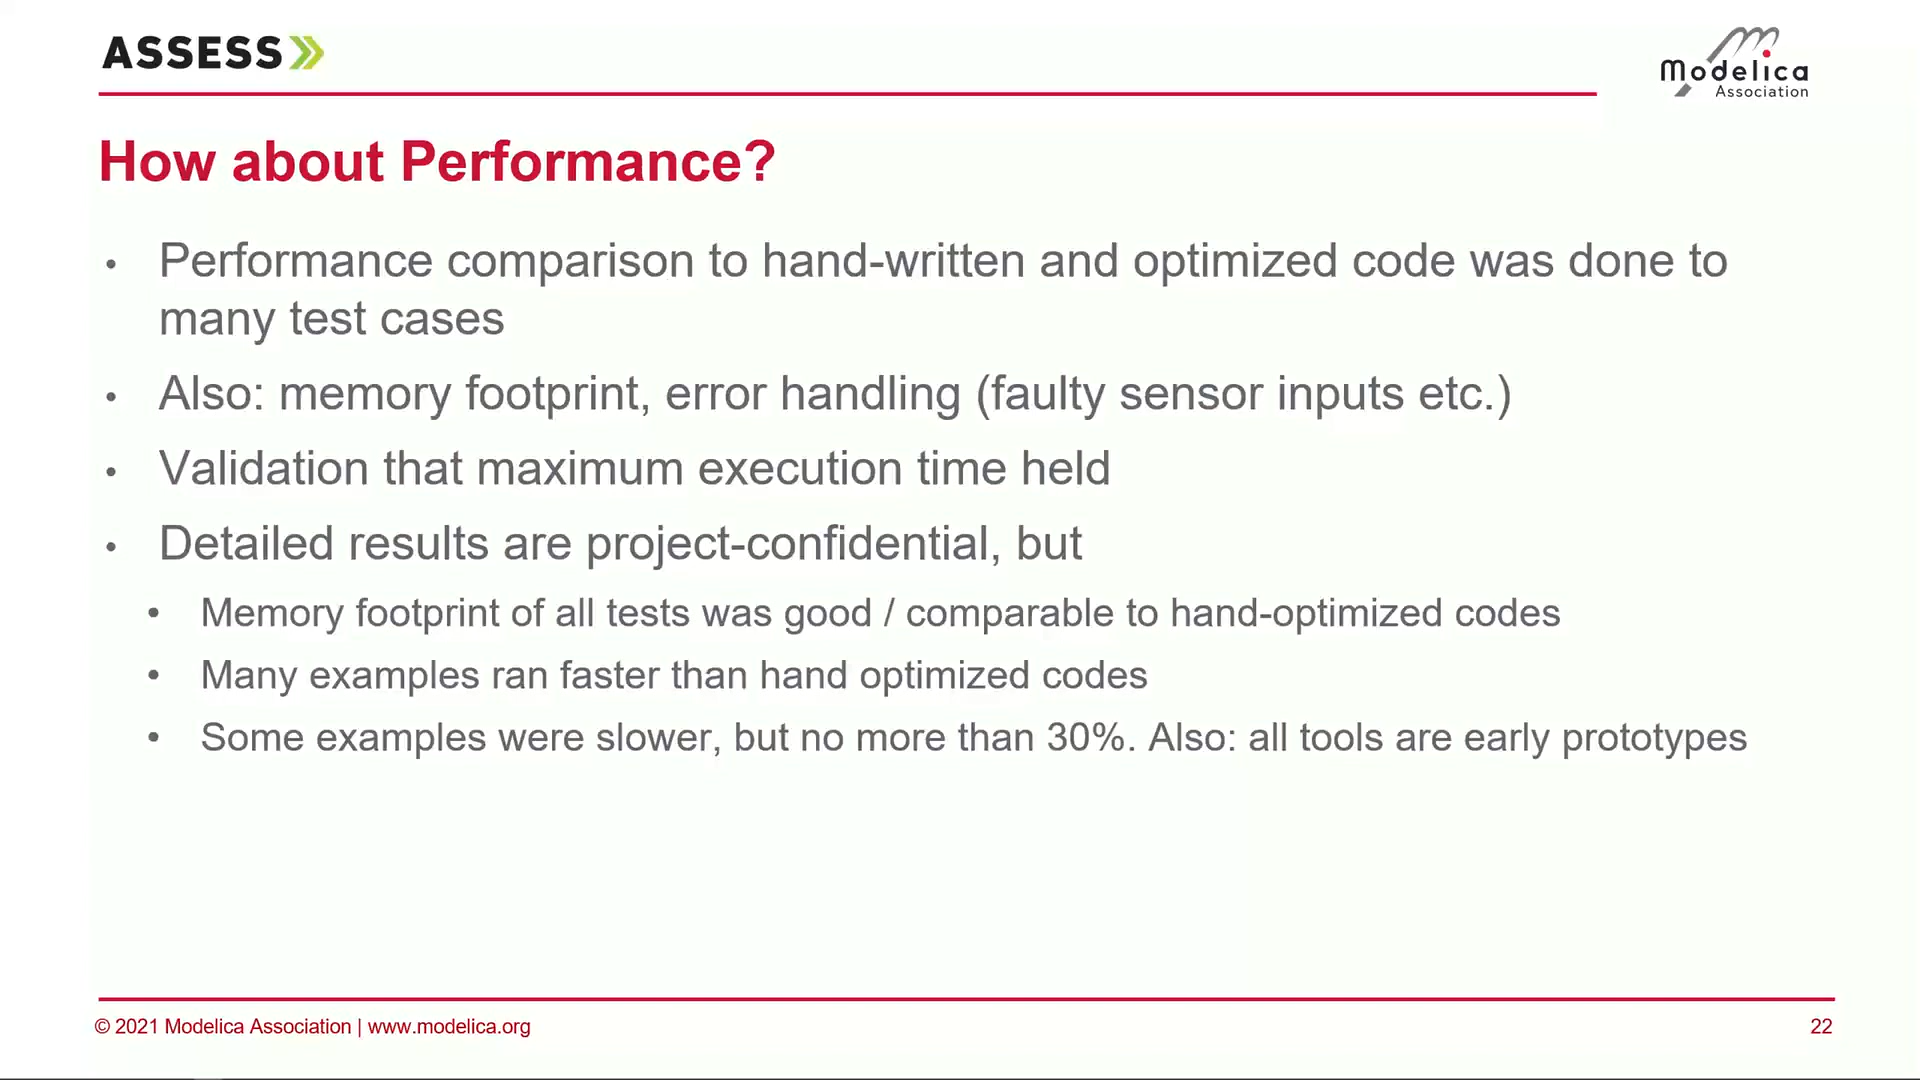 ASSESS
Modelica
Association
How about Performance?
• Performance comparison to hand-written and optimized code was done to
many test cases
• Also: memory footprint, error handling (faulty sensor inputs etc.)
• Validation that maximum execution time held
• Detailed results are project-confidential, but
• Memory footprint of all tests was good / comparable to hand-optimized codes
• Many examples ran faster than hand optimized codes
• Some examples were slower, but no more than 30%. Also: all tools are early prototypes
© 2021 Modelica Association | www.modelica.org
22